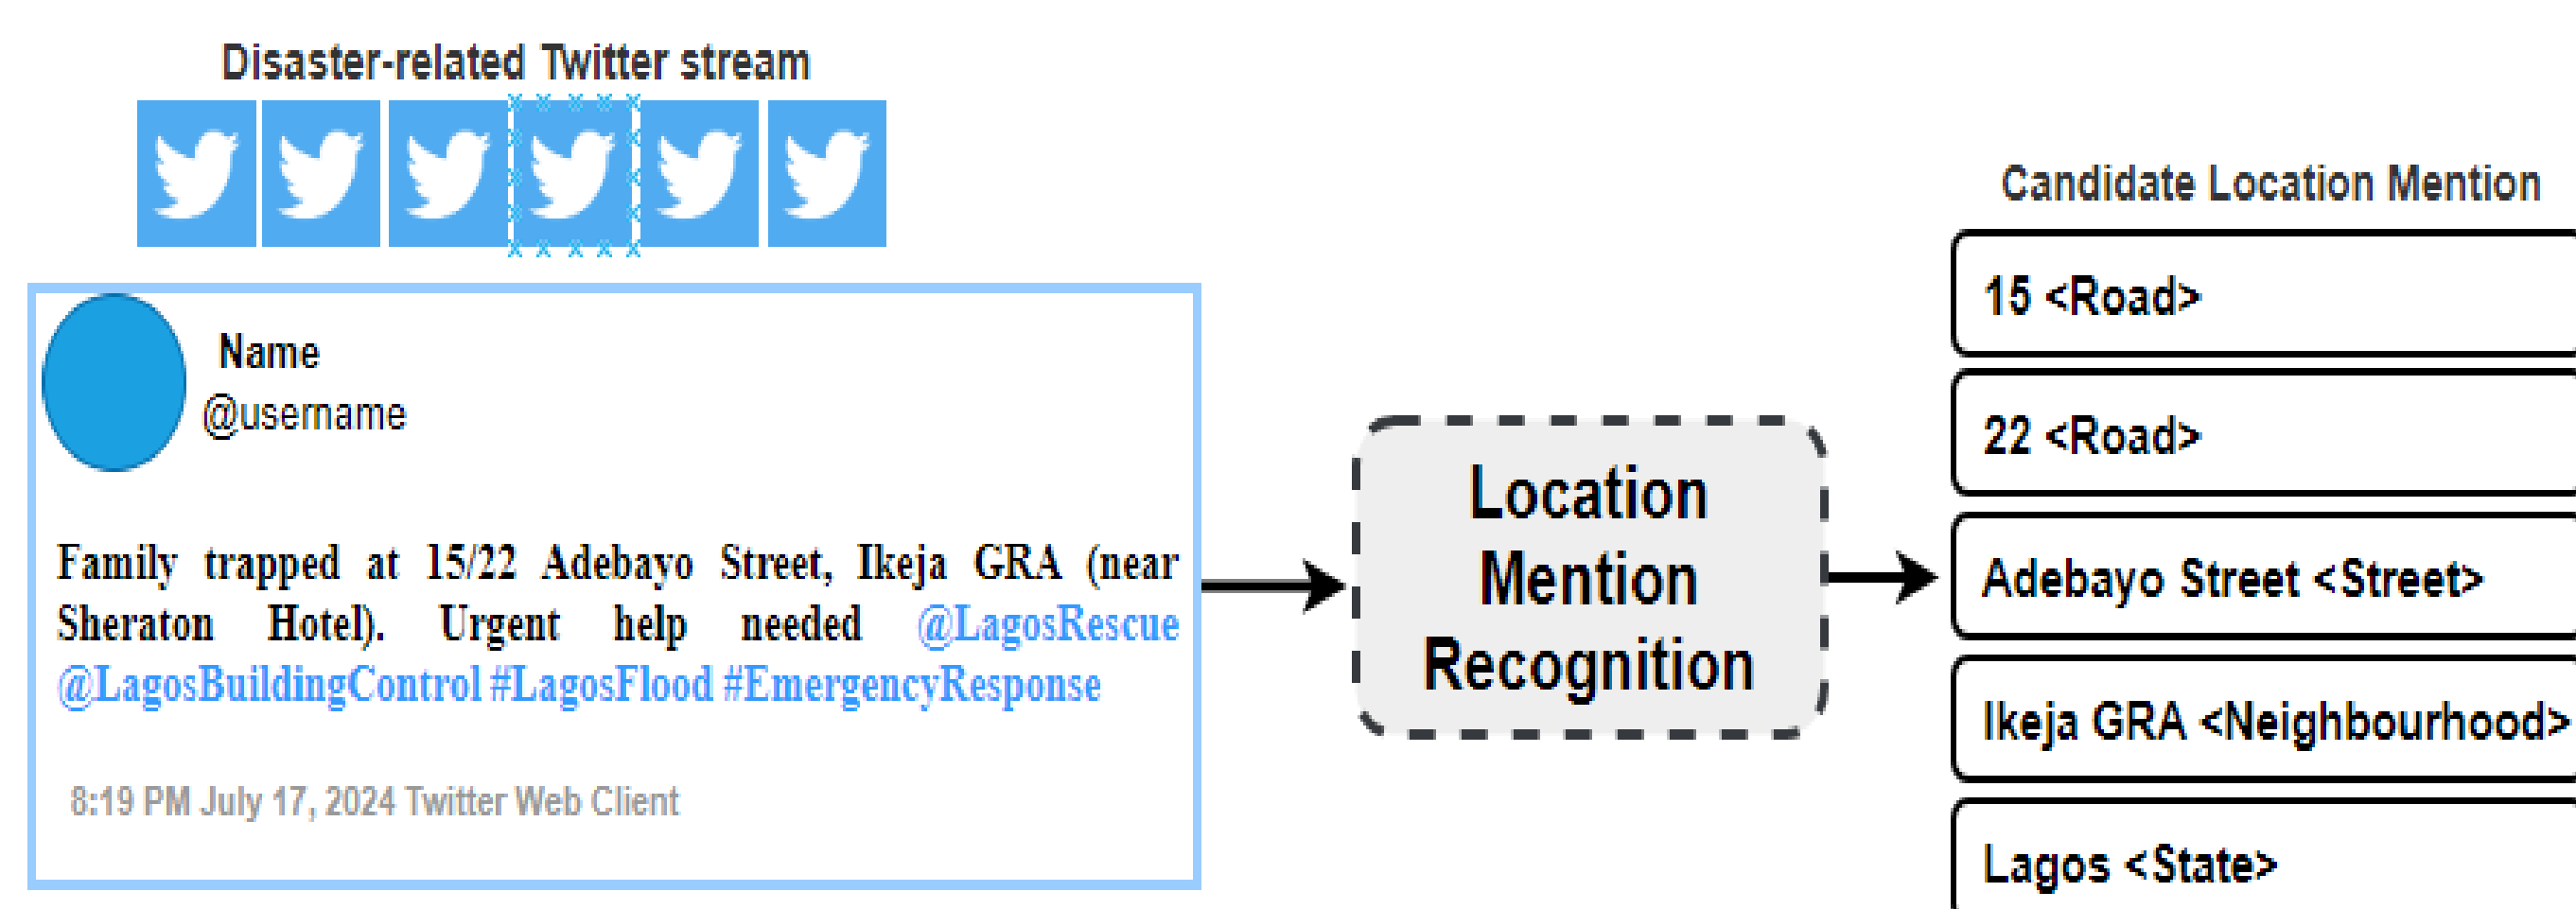 Disaster-related Twitter stream
Name
@username
Family trapped at 15/22 Adebayo Street, Ikeja GRA (near
Sheraton Hotel). Urgent help needed @LagosRescue
@LagosBuildingControl #LagosFlood #EmergencyResponse
8:19 PM July 17, 2024 Twitter Web Client
Location
Mention
Recognition
Candidate Location Mention
15 <Road>
22 <Road>
Adebayo Street <Street>
Ikeja GRA <Neighbourhood>
Lagos <State>